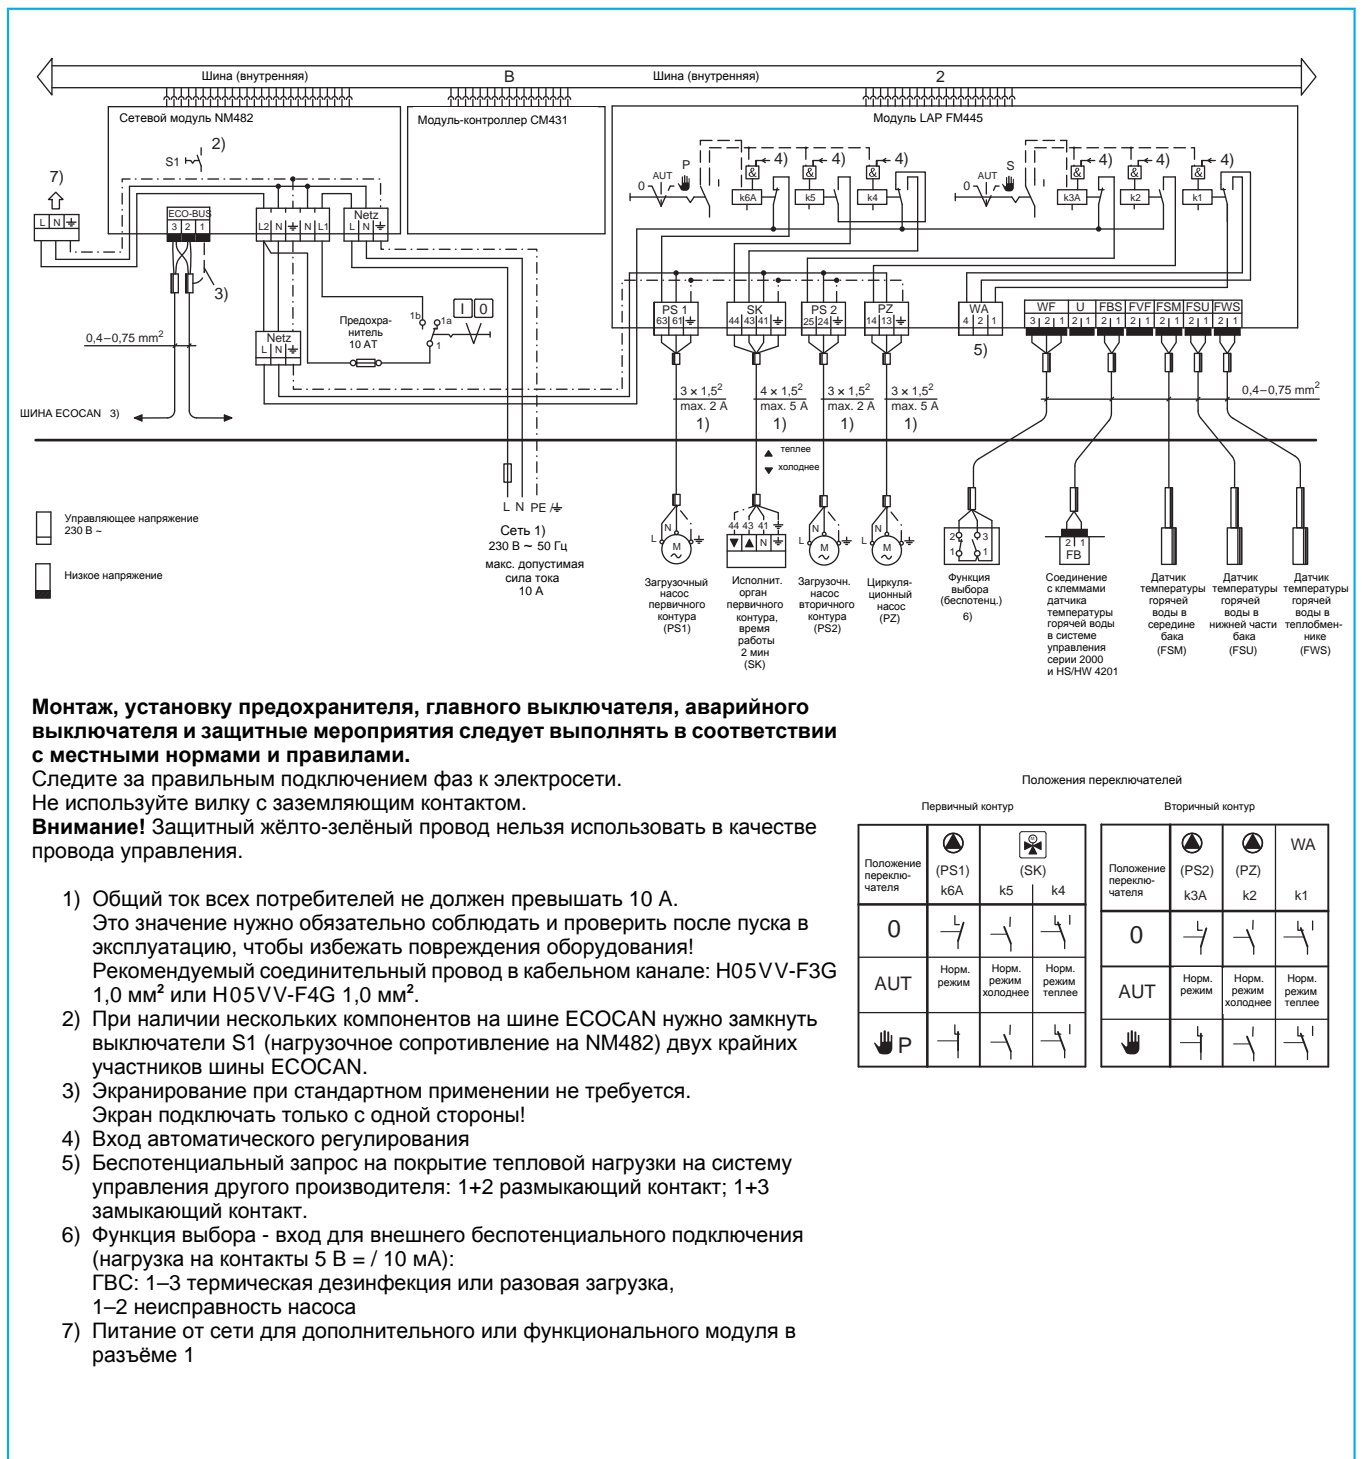 Шина (внутренняя) B Шина (внутренняя) 2
Сетевой модуль NM482
Модуль-контроллер CM431
Модуль LAP FM445
S1 2)
7)
L N
ECO-BUS
3 2 1
L2 N N L1
Netz
L N
3)
0,4–0,75 mm²
Netz
L N
Предохра-
нитель
10 AT
1b 1a
1
I 0
ШИНА ECOCAN 3)
0 AUT P
& 4) & 4) & 4)
k6A k5 k4
0 AUT S
& 4) & 4) & 4)
k3A k2 k1
PS 1 SK PS 2 PZ WA WF U FBS FVF FSM FSU FWS
63 61 44 43 41 25 24 14 13 4 2 1 3 2 1 2 1 2 1 2 1 2 1 2 1 2 1
5)
3 × 1,5² 4 × 1,5² 3 × 1,5² 3 × 1,5²
max. 2 A max. 5 A max. 2 A max. 5 A
1) 1) 1) 1)
0,4–0,75 mm²
теплее
холоднее
Управляющее напряжение
230 В ~
Низкое напряжение
L N PE /
Сеть 1)
230 В ~ 50 Гц
макс. допустимая
сила тока
10 А
L N M ~
44 43 41
N
L N M ~
L N M ~
2 3
1 1
2 1
FB
Загрузочный
насос
первичного
контура
(PS1)
Исполнит.
орган
первичного
контура,
время
работы
2 мин
(SK)
Загрузочн.
насос
вторичного
контура
(PS2)
Циркуля-
ционный
насос
(PZ)
Функция
выбора
(беспотенц.)
6)
Соединение
с клеммами
датчика
температуры
горячей воды
в системе
управления
серии 2000
и HS/HW 4201
Датчик
температуры
горячей
воды в
середине
бака
(FSM)
Датчик
температуры
горячей
воды в
нижней части
бака
(FSU)
Датчик
температуры
горячей
воды в
теплобмен-
нике
(FWS)
Монтаж, установку предохранителя, главного выключателя, аварийного
выключателя и защитные мероприятия следует выполнять в соответствии
с местными нормами и правилами.
Следите за правильным подключением фаз к электросети.
Не используйте вилку с заземляющим контактом.
Внимание! Защитный жёлто-зелёный провод нельзя использовать в качестве
провода управления.
1) Общий ток всех потребителей не должен превышать 10 А.
Это значение нужно обязательно соблюдать и проверить после пуска в
эксплуатацию, чтобы избежать повреждения оборудования!
Рекомендуемый соединительный провод в кабельном канале: H05VV-F3G
1,0 мм² или H05VV-F4G 1,0 мм².
2) При наличии нескольких компонентов на шине ECOCAN нужно замкнуть
выключатели S1 (нагрузочное сопротивление на NM482) двух крайних
участников шины ECOCAN.
3) Экранирование при стандартном применении не требуется.
Экран подключать только с одной стороны!
4) Вход автоматического регулирования
5) Беспотенциальный запрос на покрытие тепловой нагрузки на систему
управления другого производителя: 1+2 размыкающий контакт; 1+3
замыкающий контакт.
6) Функция выбора - вход для внешнего беспотенциального подключения
(нагрузка на контакты 5 В = / 10 мА):
ГВС: 1–3 термическая дезинфекция или разовая загрузка,
1–2 неисправность насоса
7) Питание от сети для дополнительного или функционального модуля в
разъёме 1
Положения переключателей
Первичный контур
Положение
переклю-
чателя
(PS1) (SK)
k6A k5 k4
0
AUT
Норм.
режим
Норм.
режим
холоднее
Норм.
режим
теплее
P
Вторичный контур
Положение
переклю-
чателя
(PS2) (PZ) WA
k3A k2 k1
0
AUT
Норм.
режим
Норм.
режим
холоднее
Норм.
режим
теплее